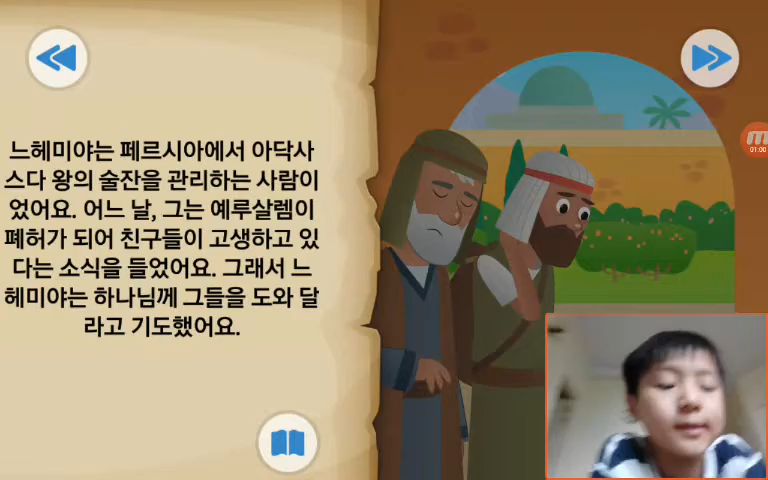 느헤미야는 페르시아에서 아닥사
스다 왕의 술잔을 관리하는 사람이
었어요. 어느 날, 그는 예루살렘이
폐허가 되어 친구들이 고생하고 있
다는 소식을 들었어요. 그래서 느
헤미야는 하나님께 그들을 도와 달
라고 기도했어요.
01:00